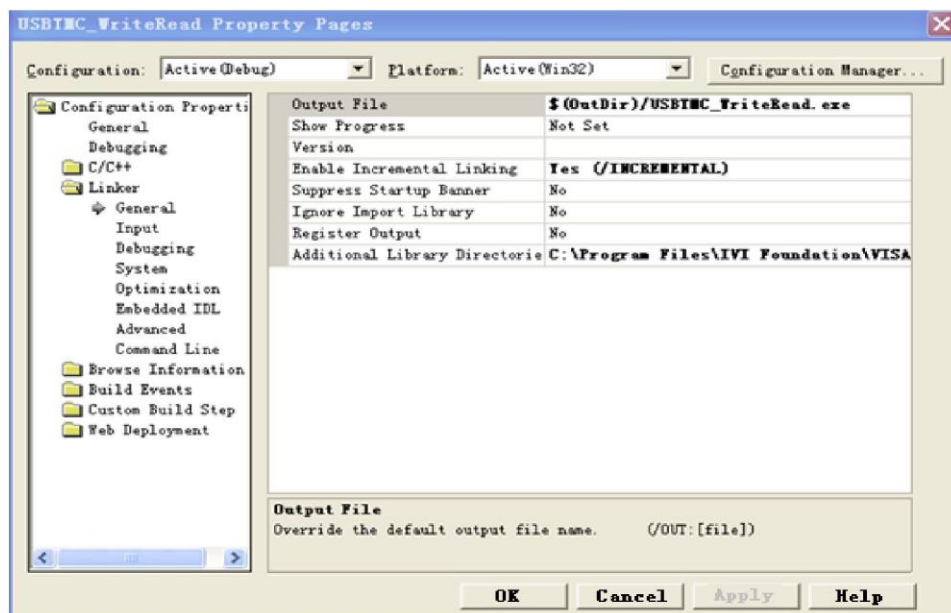 USBTMC_WriteRead Property Pages
Configuration: Active(Debug) Platform: Active(Win32) Configuration Manager...
Configuration Properti
General
Debugging
C/C++
Linker
General
Input
Debugging
System
Optimization
Embedded IDL
Advanced
Command Line
Browse Information
Build Events
Custom Build Step
Web Deployment
Output File $(OutDir)/USBTMC_WriteRead.exe
Show Progress Not Set
Version
Enable Incremental Linking Yes (/INCREMENTAL)
Suppress Startup Banner No
Ignore Import Library No
Register Output No
Additional Library Directorie C:\Program Files\IVI Foundation\VISA
Output File
Override the default output file name. (/OUT:[file])
OK Cancel Apply Help